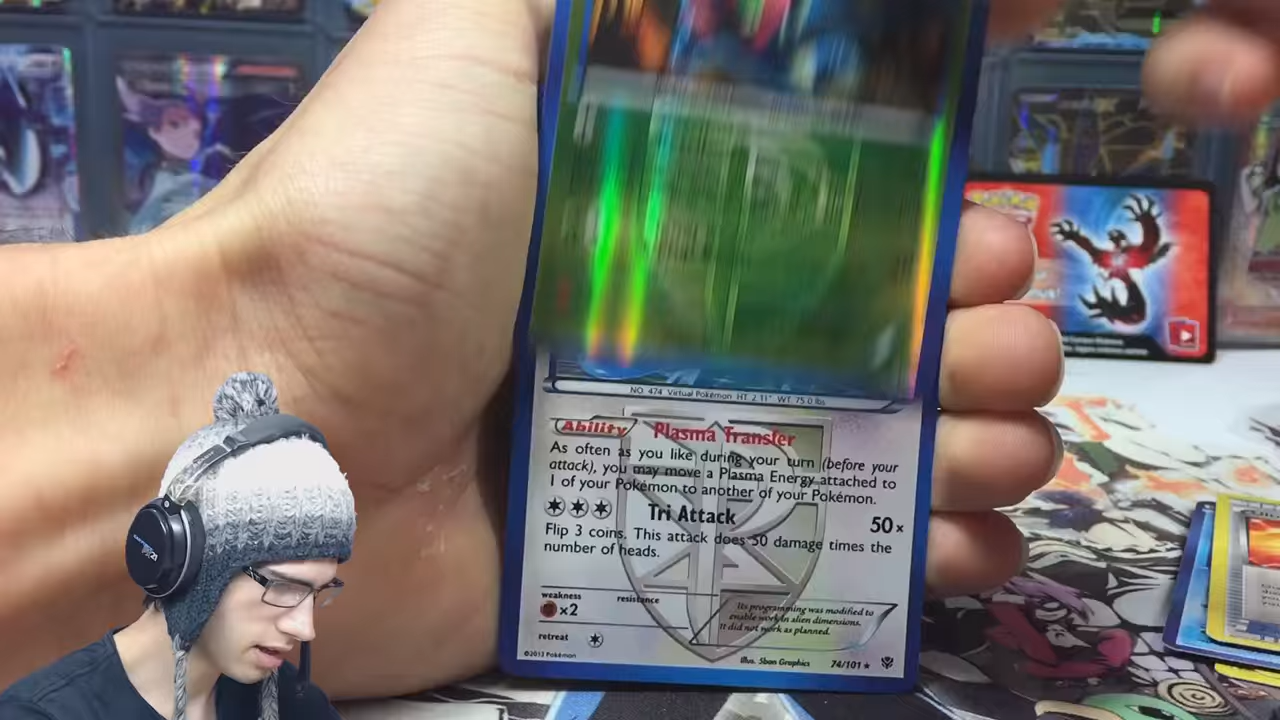 NO. 474 Virtual Pokémon HT. 2'11" WT. 75.0 lbs
Ability Plasma Transfer
As often as you like during your turn (before your
attack), you may move a Plasma Energy attached to
1 of your Pokémon to another of your Pokémon.
Tri Attack 50×
Flip 3 coins. This attack does 50 damage times the
number of heads.
weakness resistance
×2
retreat
Its programming was modified to
enable work in alien dimensions.
It did not work as planned.
©2013 Pokémon
Illus. 5ban Graphics 74/101 ★